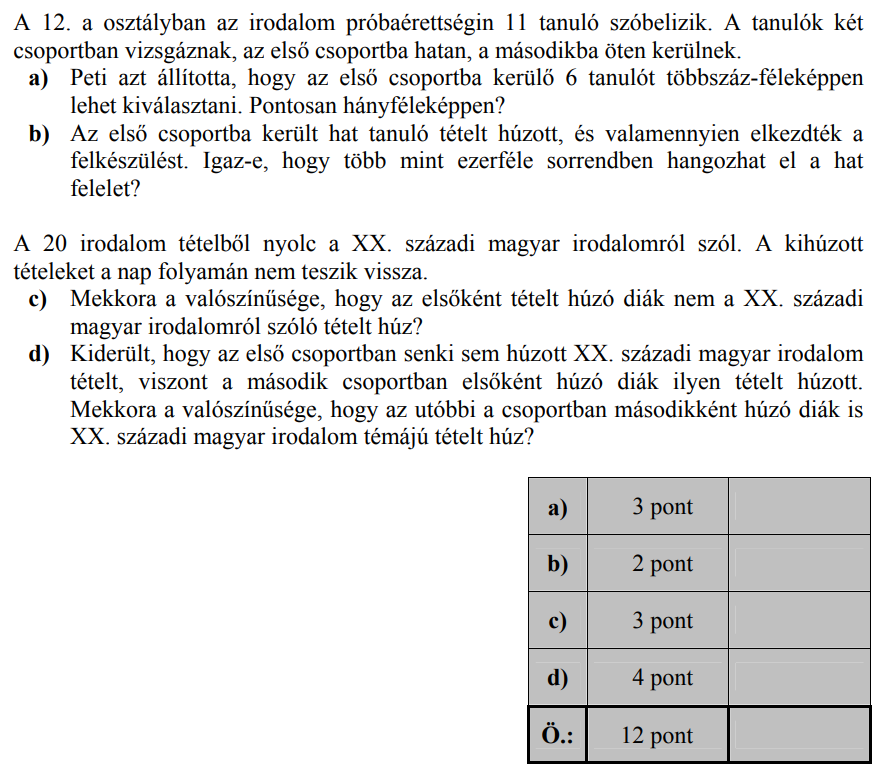 A 12. a osztályban az irodalom próbaérettségin 11 tanuló szóbelizik. A tanulók két
csoportban vizsgáznak, az első csoportba hatan, a másodikba öten kerülnek.
a) Peti azt állította, hogy az első csoportba kerülő 6 tanulót többszáz-féleképpen
lehet kiválasztani. Pontosan hányféleképpen?
b) Az első csoportba került hat tanuló tételt húzott, és valamennyien elkezdték a
felkészülést. Igaz-e, hogy több mint ezerféle sorrendben hangozhat el a hat
felelet?
A 20 irodalom tételből nyolc a XX. századi magyar irodalomról szól. A kihúzott
tételeket a nap folyamán nem teszik vissza.
c) Mekkora a valószínűsége, hogy az elsőként tételt húzó diák nem a XX. századi
magyar irodalomról szóló tételt húz?
d) Kiderült, hogy az első csoportban senki sem húzott XX. századi magyar irodalom
tételt, viszont a második csoportban elsőként húzó diák ilyen tételt húzott.
Mekkora a valószínűsége, hogy az utóbbi a csoportban másodikként húzó diák is
XX. századi magyar irodalom témájú tételt húz?
a) 3 pont
b) 2 pont
c) 3 pont
d) 4 pont
Ö.: 12 pont